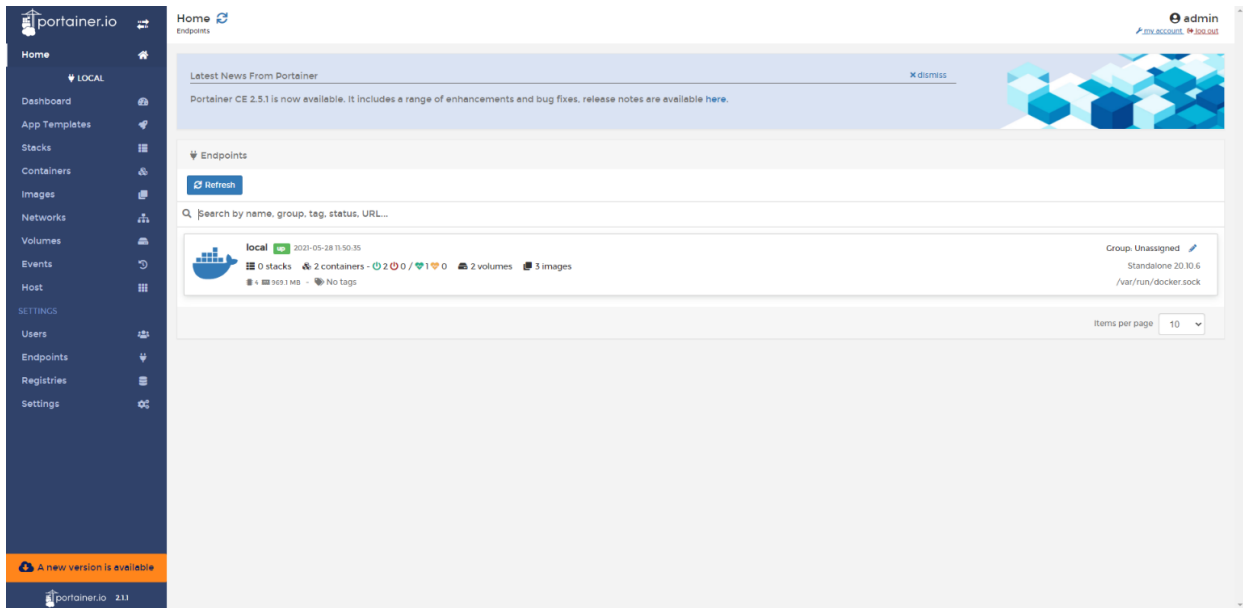 portainer.io
Home
LOCAL
Dashboard
App Templates
Stacks
Containers
Images
Networks
Volumes
Events
Host
SETTINGS
Users
Endpoints
Registries
Settings
A new version is available
portainer.io 2.1.1
Home
Endpoints
admin
my account log out
Latest News From Portainer
x dismiss
Portainer CE 2.5.1 is now available. It includes a range of enhancements and bug fixes, release notes are available here.
Endpoints
Refresh
Search by name, group, tag, status, URL...
local up 2021-05-28 11:50:35
Group: Unassigned
0 stacks 2 containers - 2 0 / 1 0 2 volumes 3 images
Standalone 20.10.6
4 969.1 MB - No tags
/var/run/docker.sock
Items per page 10